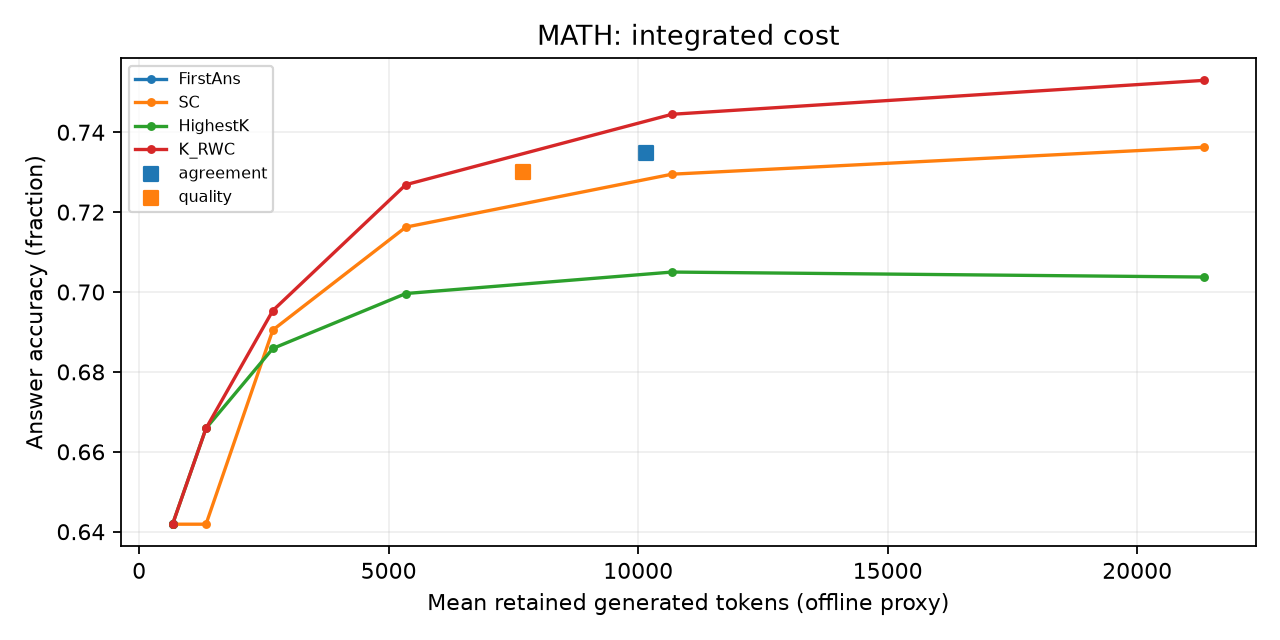 MATH: integrated cost
FirstAns
SC
HighestK
K_RWC
agreement
quality
Answer accuracy (fraction)
0.74
0.72
0.70
0.68
0.66
0.64
0 5000 10000 15000 20000
Mean retained generated tokens (offline proxy)